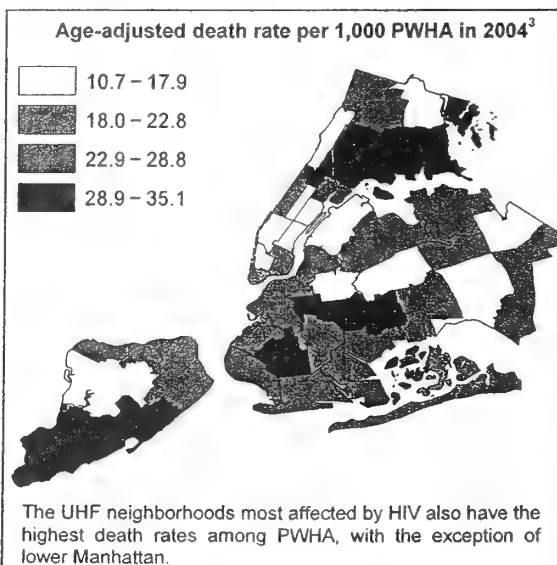 Age-adjusted death rate per 1,000 PWHA in 2004³
10.7 – 17.9
18.0 – 22.8
22.9 – 28.8
28.9 – 35.1
The UHF neighborhoods most affected by HIV also have the
highest death rates among PWHA, with the exception of
lower Manhattan.